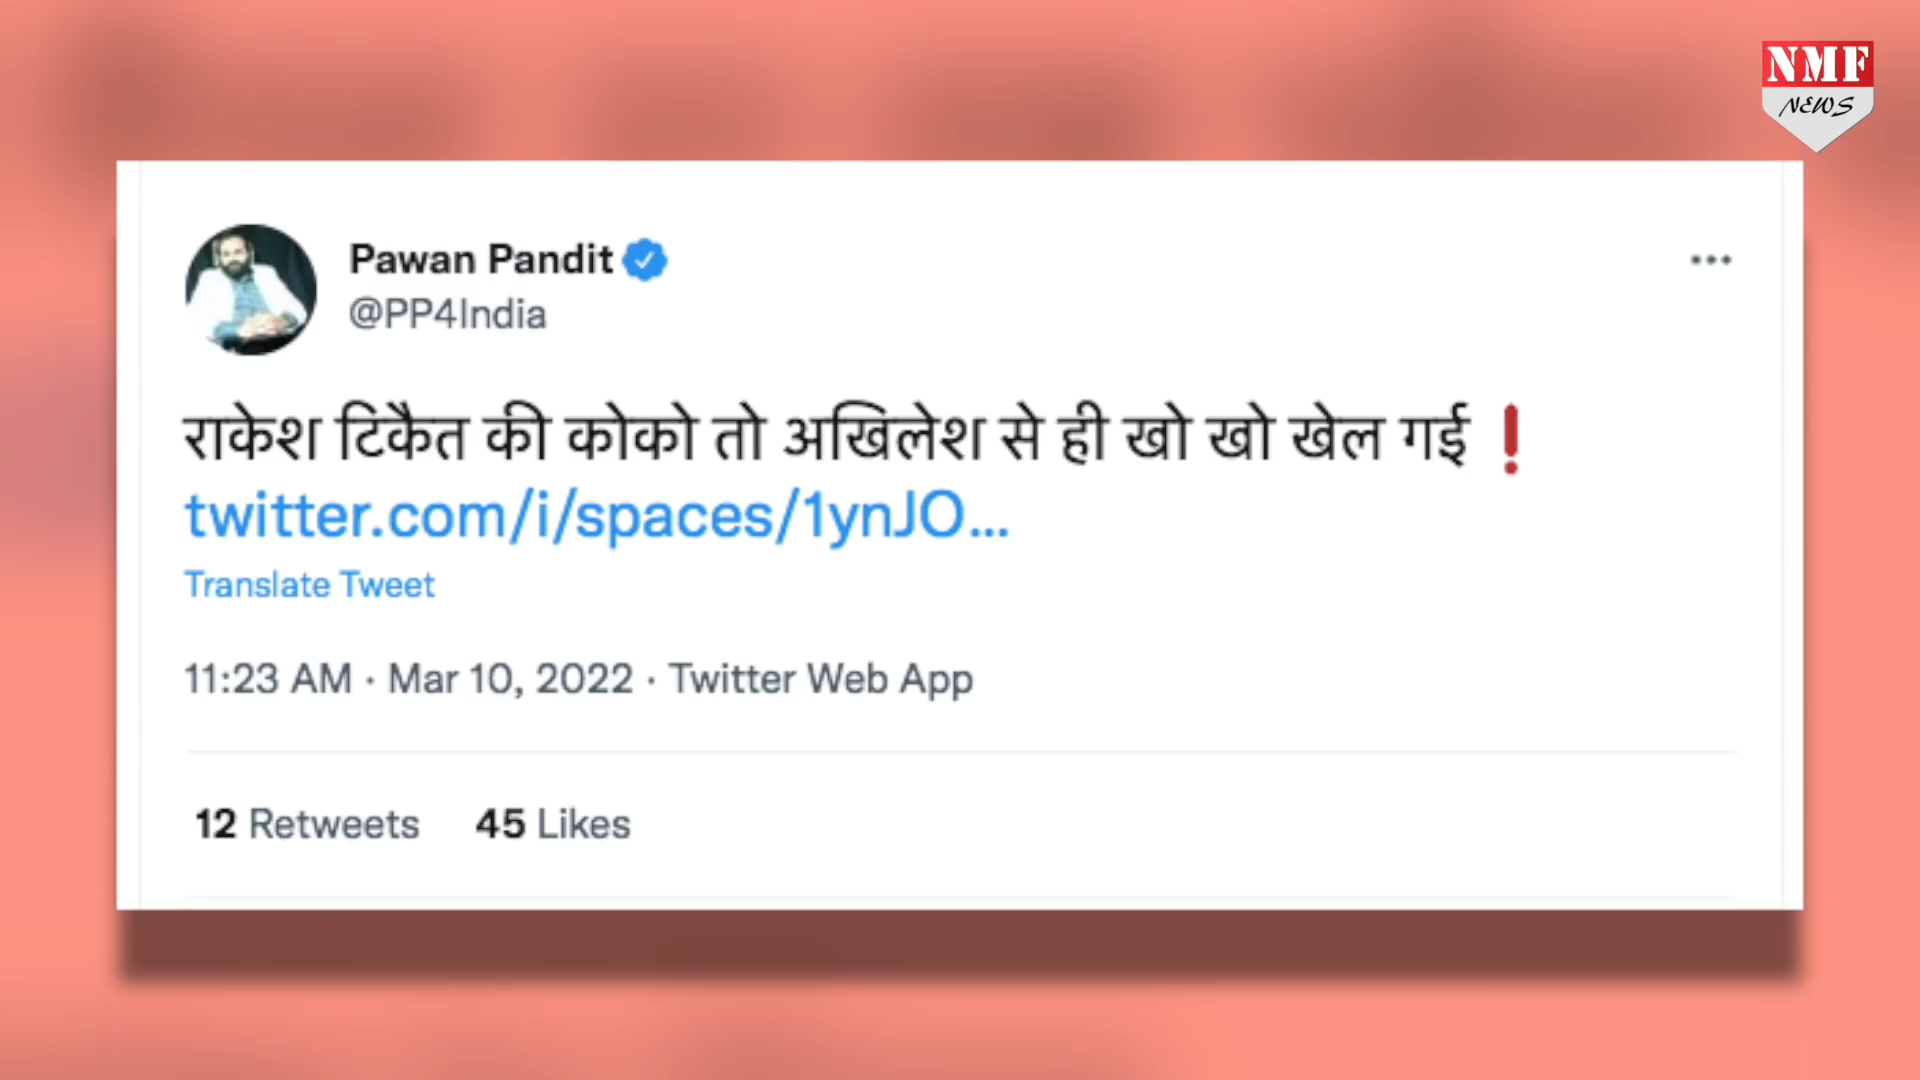 NMF
NEWS
Pawan Pandit
@PP4India
राकेश टिकैत की कोको तो अखिलेश से ही खो खो खेल गई❗
twitter.com/i/spaces/1ynJO...
Translate Tweet
11:23 AM · Mar 10, 2022 · Twitter Web App
12 Retweets 45 Likes